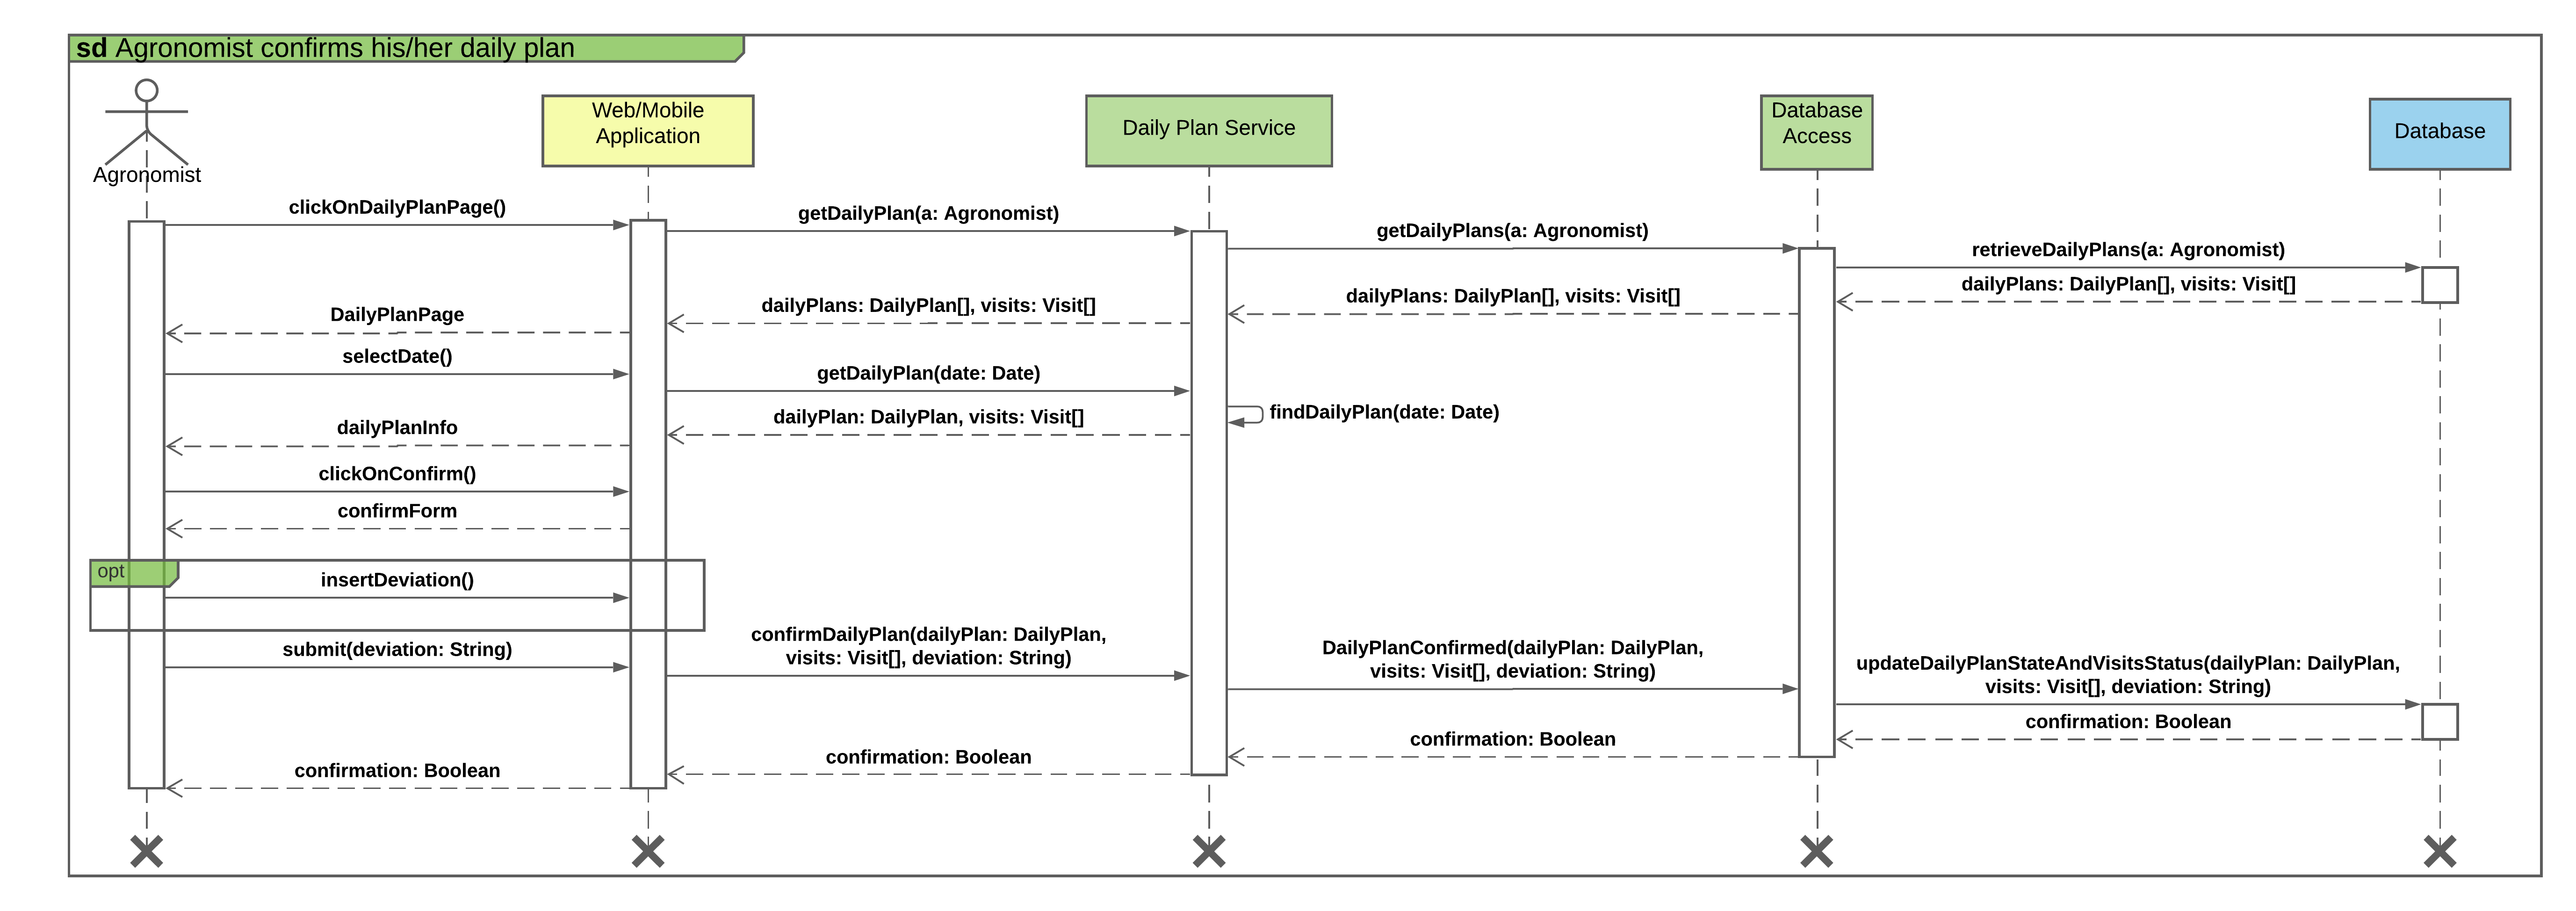 sd Agronomist confirms his/her daily plan
Agronomist
Web/Mobile
Application
Daily Plan Service
Database
Access
Database
clickOnDailyPlanPage()
getDailyPlan(a: Agronomist)
getDailyPlans(a: Agronomist)
retrieveDailyPlans(a: Agronomist)
dailyPlans: DailyPlan[], visits: Visit[]
dailyPlans: DailyPlan[], visits: Visit[]
dailyPlans: DailyPlan[], visits: Visit[]
DailyPlanPage
selectDate()
getDailyPlan(date: Date)
findDailyPlan(date: Date)
dailyPlan: DailyPlan, visits: Visit[]
dailyPlanInfo
clickOnConfirm()
confirmForm
opt
insertDeviation()
submit(deviation: String)
confirmDailyPlan(dailyPlan: DailyPlan,
visits: Visit[], deviation: String)
DailyPlanConfirmed(dailyPlan: DailyPlan,
visits: Visit[], deviation: String)
updateDailyPlanStateAndVisitsStatus(dailyPlan: DailyPlan,
visits: Visit[], deviation: String)
confirmation: Boolean
confirmation: Boolean
confirmation: Boolean
confirmation: Boolean